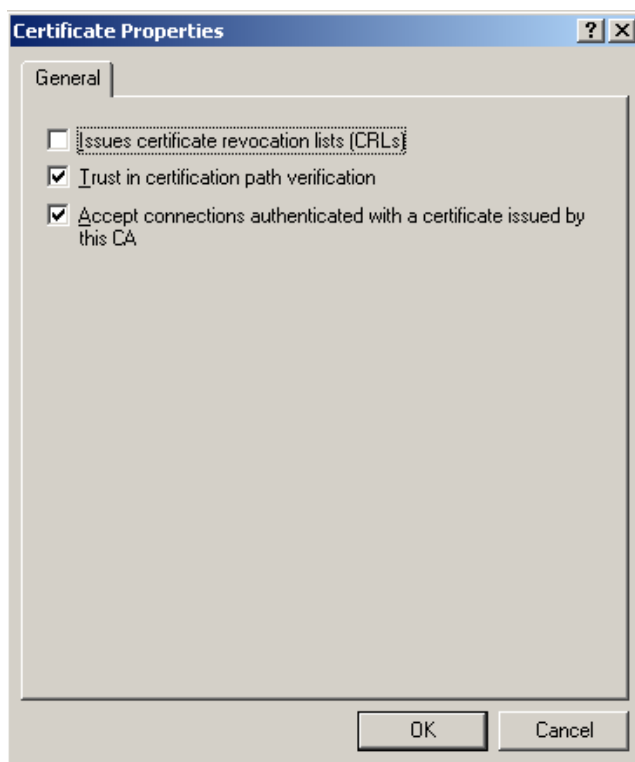 Certificate Properties
General
Issues certificate revocation lists (CRLs)
Trust in certification path verification
Accept connections authenticated with a certificate issued by
this CA
OK Cancel